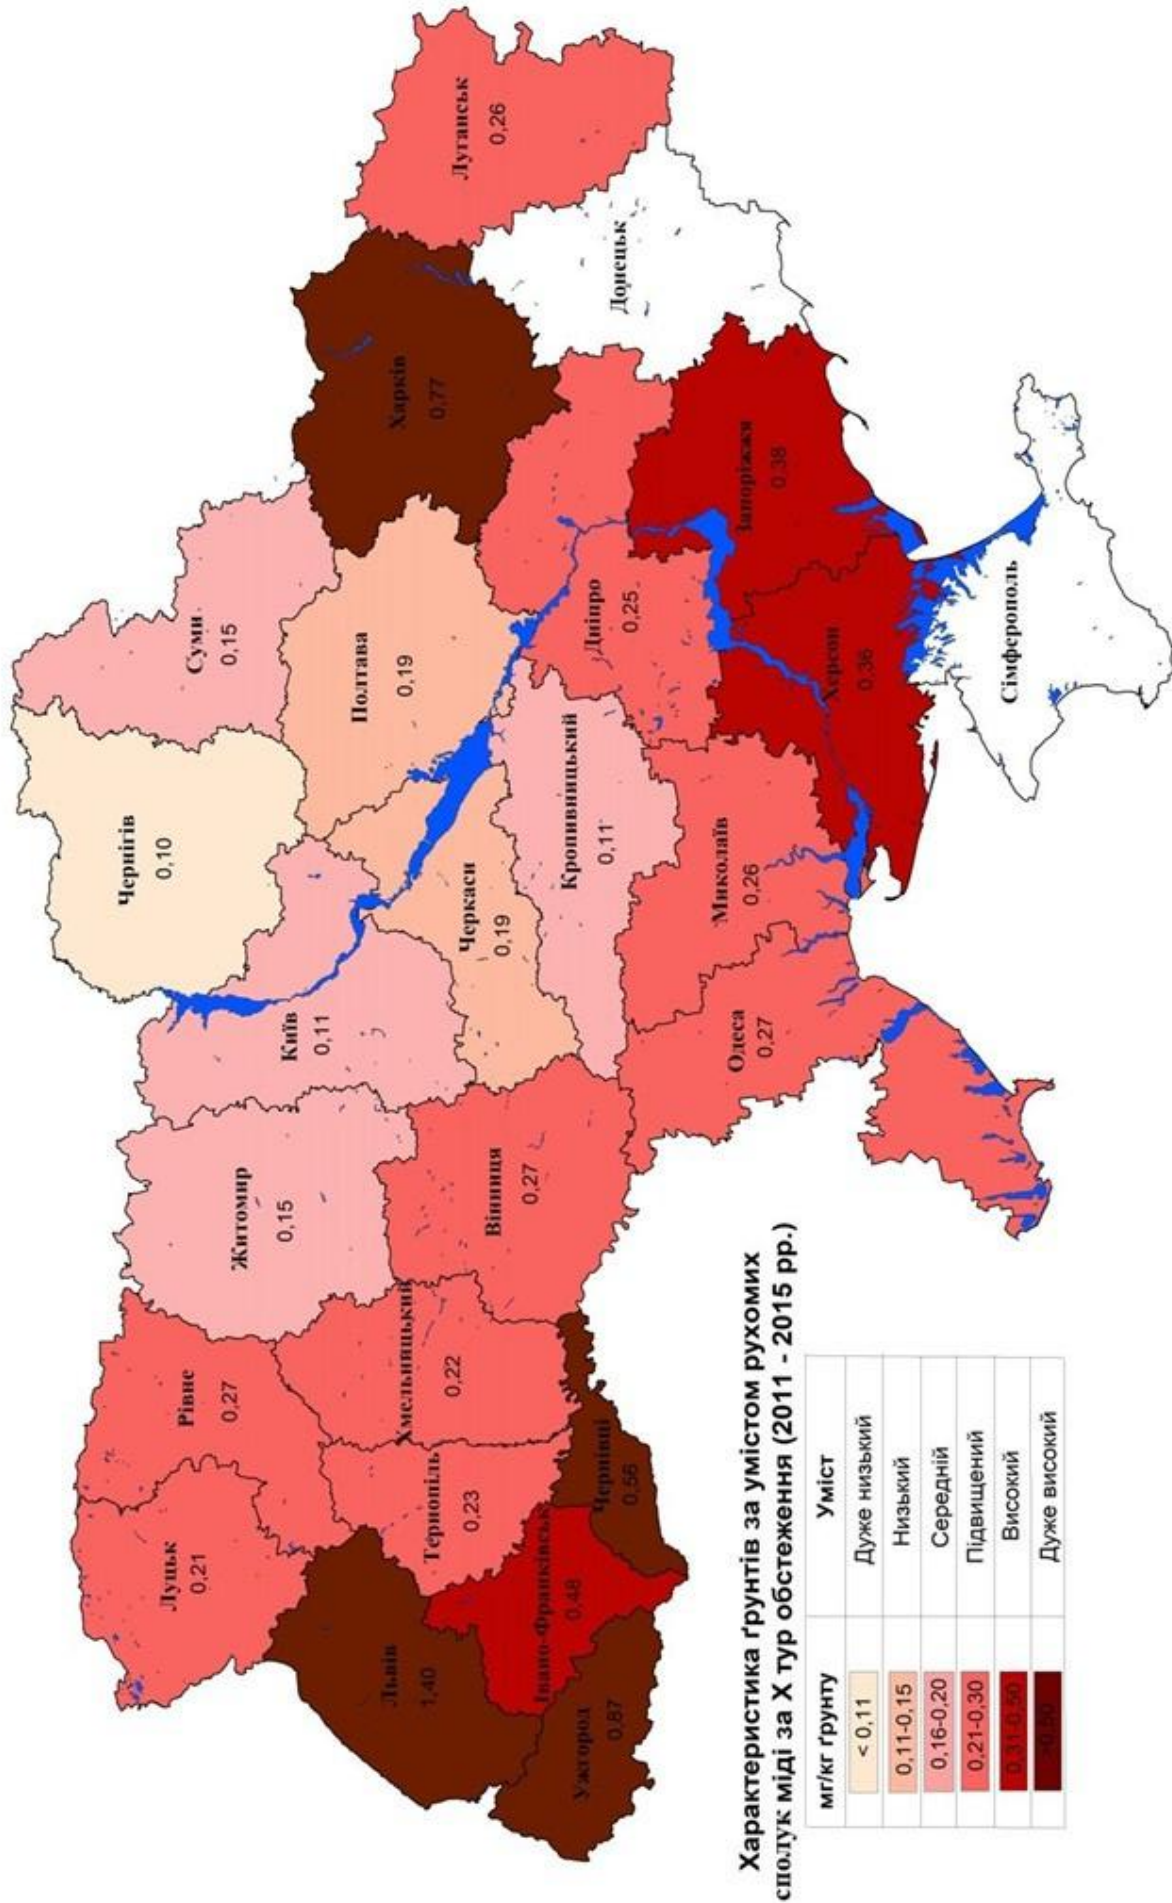 Луцьк
0,21
Рівне
0,27
Житомир
0,15
Київ
0,11
Чернігів
0,10
Суми
0,15
Львів
1,40
Тернопіль
0,23
Хмельницький
0,22
Вінниця
0,27
Черкаси
0,19
Полтава
0,19
Харків
0,77
Луганськ
0,26
Ужгород
0,87
Івано-Франківськ
0,48
Чернівці
0,56
Кропивницький
0,11
Дніпро
0,25
Донецьк
Одеса
0,27
Миколаїв
0,26
Херсон
0,36
Запоріжжя
0,38
Сімферополь
Характеристика ґрунтів за умістом рухомих
сполук міді за X тур обстеження (2011 - 2015 рр.)
мг/кг ґрунту Уміст
< 0,11 Дуже низький
0,11-0,15 Низький
0,16-0,20 Середній
0,21-0,30 Підвищений
0,31-0,50 Високий
>0,50 Дуже високий